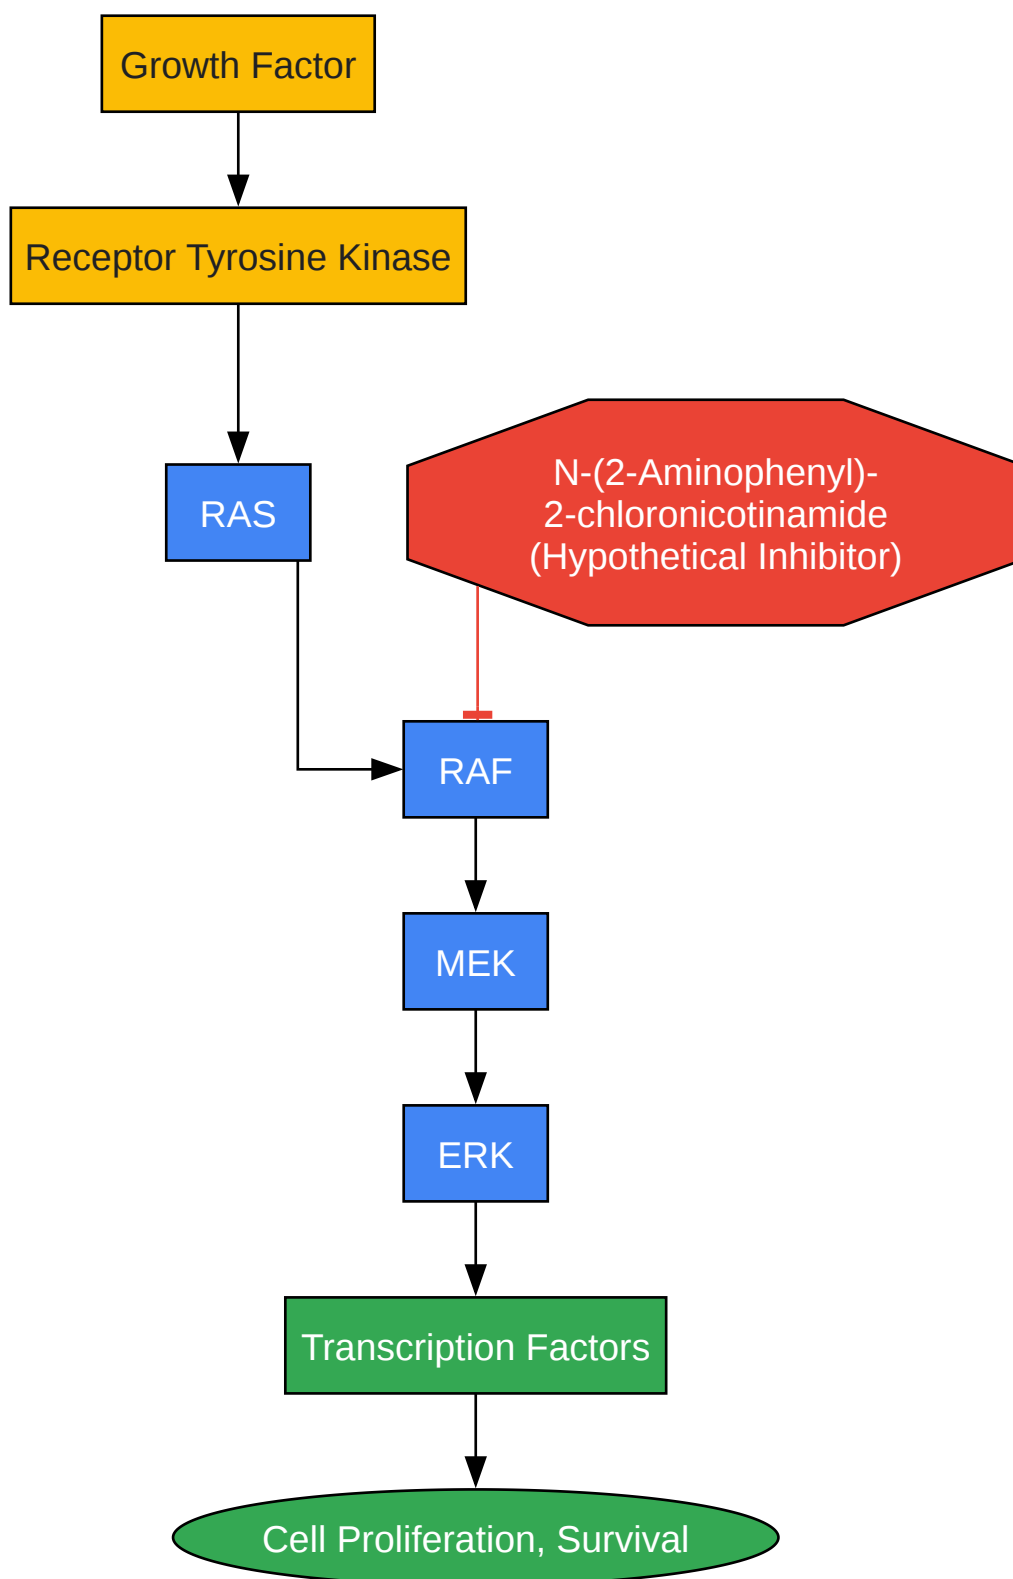 Growth Factor
Receptor Tyrosine Kinase
RAS
N-(2-Aminophenyl)-
2-chloronicotinamide
(Hypothetical Inhibitor)
RAF
MEK
ERK
Transcription Factors
Cell Proliferation, Survival